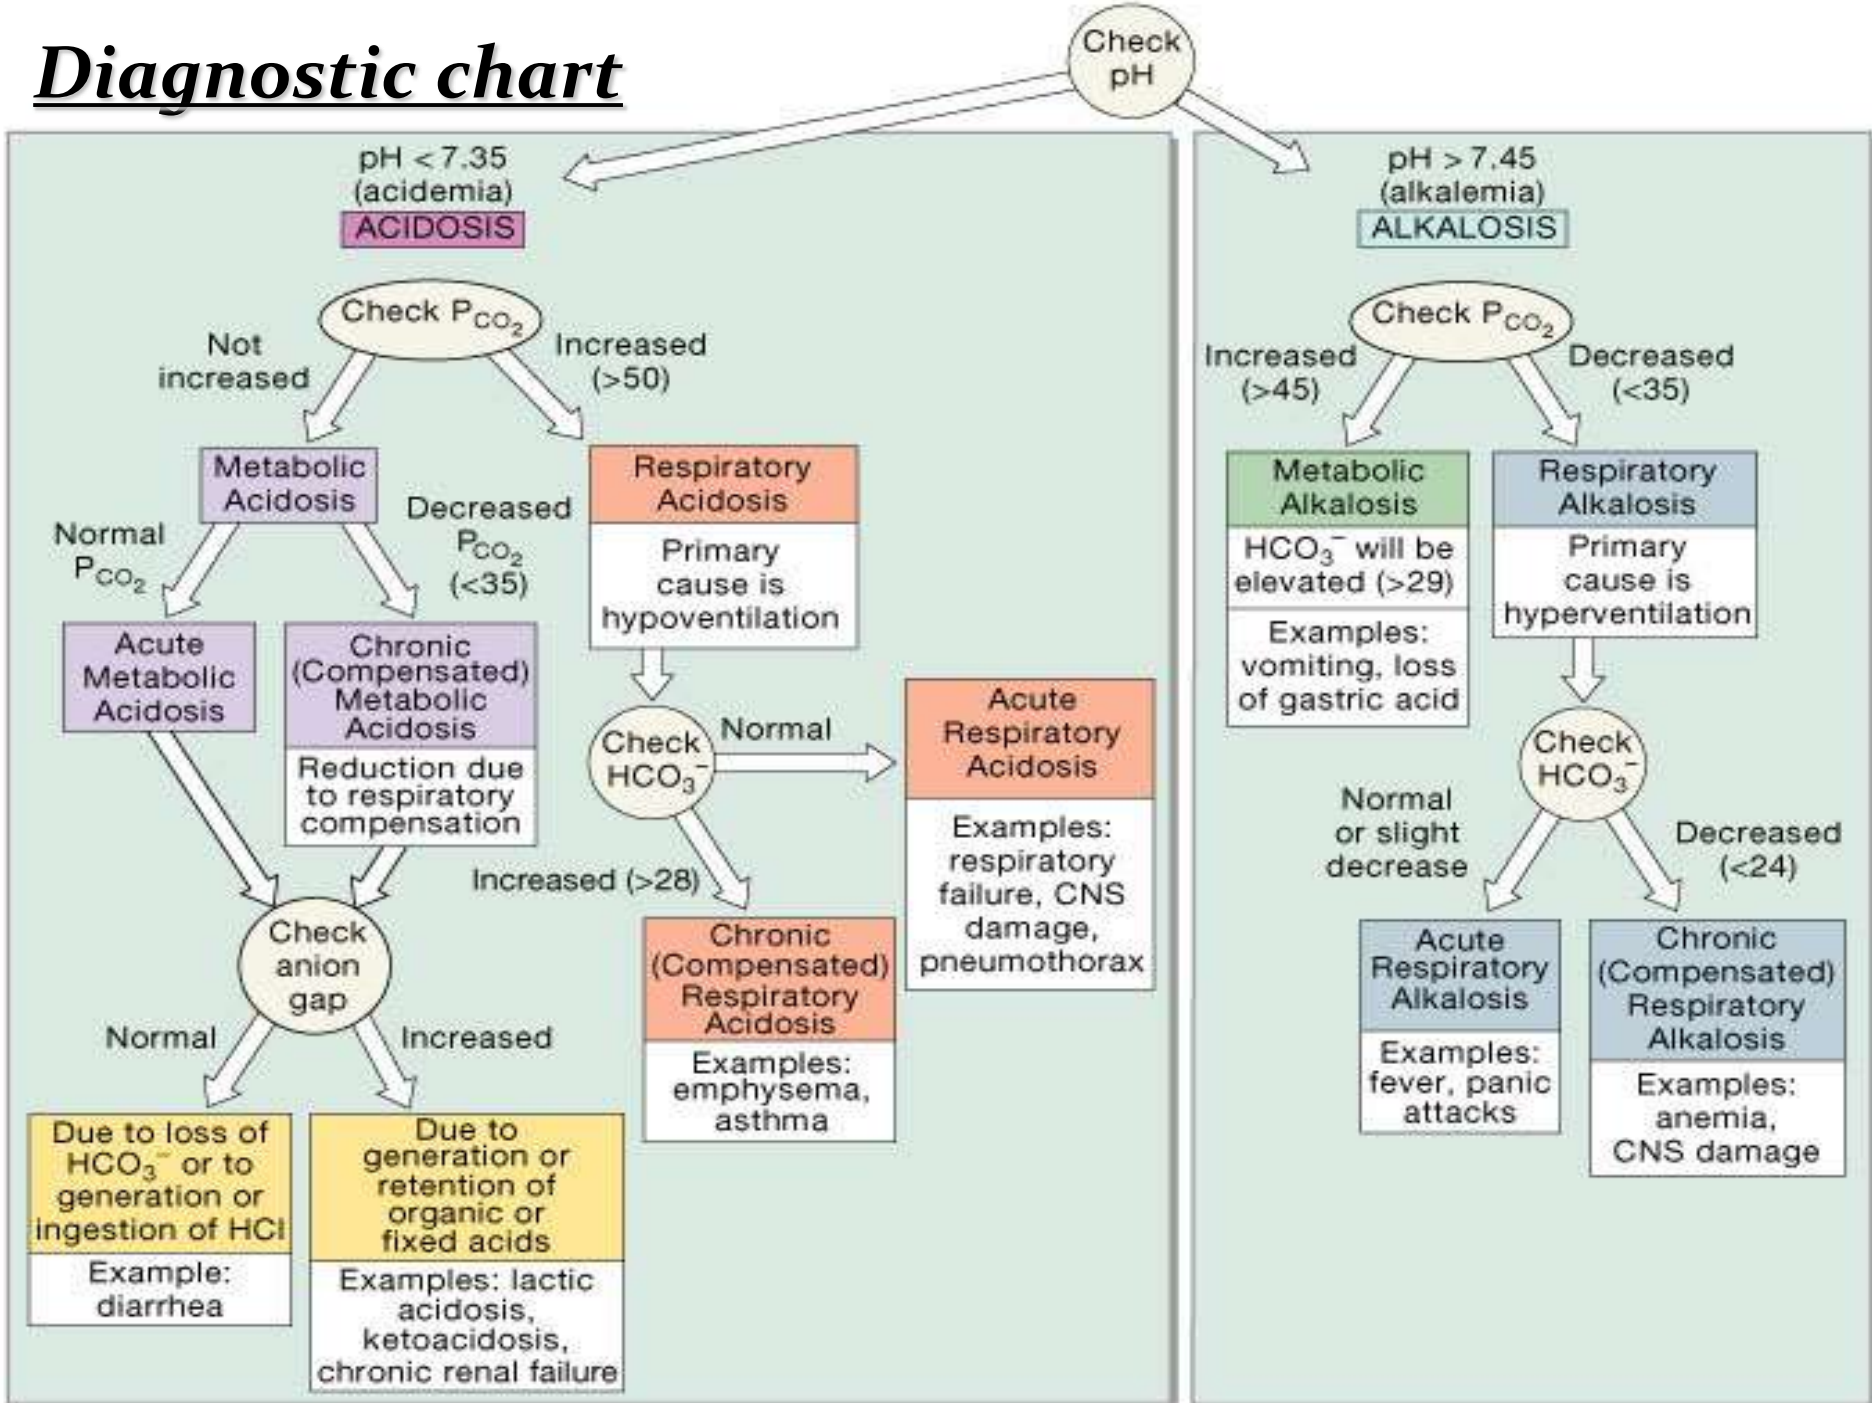 Diagnostic chart
Check
pH
pH < 7.35
(acidemia)
ACIDOSIS
Check PCO2
Not
increased
Increased
(>50)
Metabolic
Acidosis
Normal
PCO2
Decreased
PCO2
(<35)
Acute
Metabolic
Acidosis
Chronic
(Compensated)
Metabolic
Acidosis
Reduction due
to respiratory
compensation
Check
anion
gap
Normal
Increased
Due to loss of
HCO3⁻ or to
generation or
ingestion of HCl
Example:
diarrhea
Due to
generation or
retention of
organic or
fixed acids
Examples: lactic
acidosis,
ketoacidosis,
chronic renal failure
Respiratory
Acidosis
Primary
cause is
hypoventilation
Check
HCO3⁻
Normal
Increased (>28)
Acute
Respiratory
Acidosis
Examples:
respiratory
failure, CNS
damage,
pneumothorax
Chronic
(Compensated)
Respiratory
Acidosis
Examples:
emphysema,
asthma
pH > 7.45
(alkalemia)
ALKALOSIS
Check PCO2
Increased
(>45)
Decreased
(<35)
Metabolic
Alkalosis
HCO3⁻ will be
elevated (>29)
Examples:
vomiting, loss
of gastric acid
Respiratory
Alkalosis
Primary
cause is
hyperventilation
Check
HCO3⁻
Normal
or slight
decrease
Decreased
(<24)
Acute
Respiratory
Alkalosis
Examples:
fever, panic
attacks
Chronic
(Compensated)
Respiratory
Alkalosis
Examples:
anemia,
CNS damage